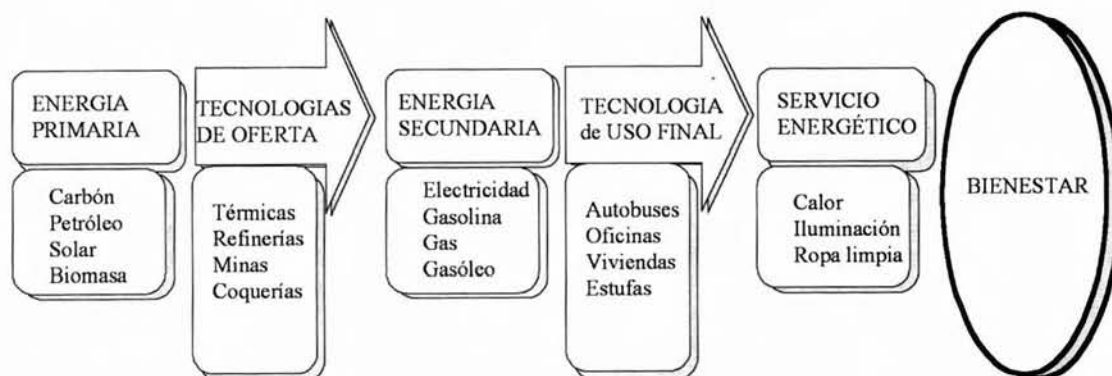 ENERGIA
PRIMARIA
Carbón
Petróleo
Solar
Biomasa
TECNOLOGIAS
DE OFERTA
Térmicas
Refinerías
Minas
Coquerías
ENERGIA
SECUNDARIA
Electricidad
Gasolina
Gas
Gasóleo
TECNOLOGIA
de USO FINAL
Autobuses
Oficinas
Viviendas
Estufas
SERVICIO
ENERGÉTICO
Calor
Iluminación
Ropa limpia
BIENESTAR